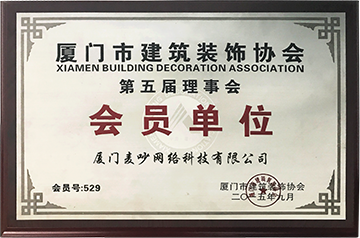 厦门市建筑装饰协会
XIAMEN BUILDING DECORATION ASSOCIATION
第五届理事会
会员单位
厦门麦吵网络科技有限公司
会员号:529
厦门市建筑装饰协会
二〇一五年九月